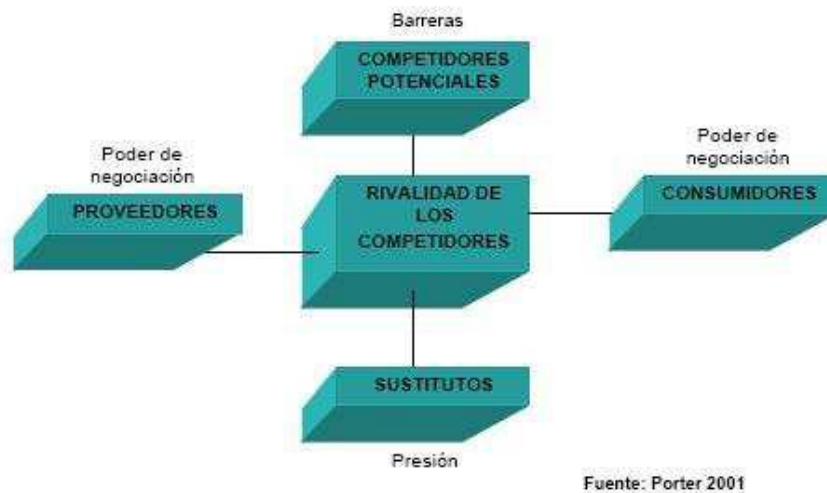 Barreras
COMPETIDORES
POTENCIALES
Poder de
negociación
PROVEEDORES
RIVALIDAD DE
LOS
COMPETIDORES
Poder de
negociación
CONSUMIDORES
SUSTITUTOS
Presión
Fuente: Porter 2001